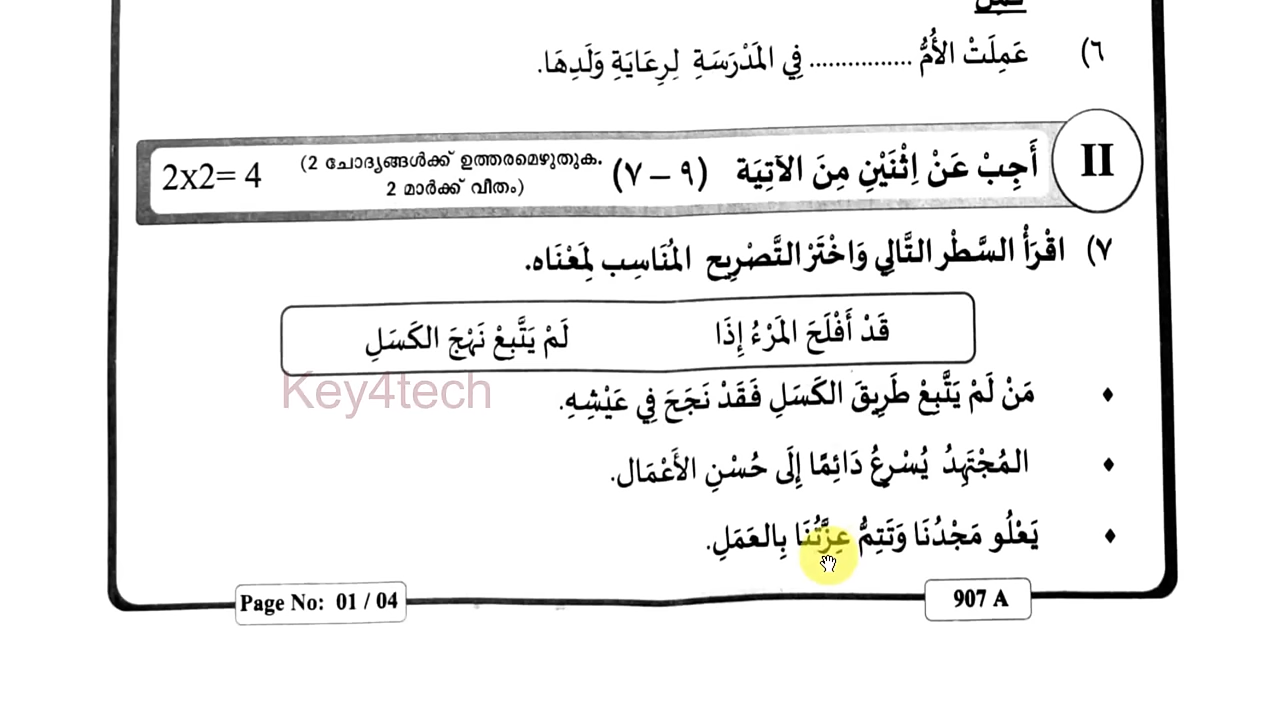 ٦) عَمِلَتْ الأُمُّ ................ فِي المَدْرَسَةِ لِرِعَايَةِ وَلَدِهَا.
II أَجِبْ عَنْ اِثْنَيْنِ مِنَ الآتِيَة (٧ – ٩) (2 ചോദ്യങ്ങൾക്ക് ഉത്തരമെഴുതുക. 2x2= 4
2 മാർക്ക് വീതം)
٧) اقْرَأْ السَّطْر التَّالِي وَاخْتَرْ التَّصْرِيح المُنَاسِب لِمَعْنَاه.
قَدْ أَفْلَحَ المَرْءُ إِذَا لَمْ يَتَّبِعْ نَهْجَ الكَسَلِ
Key4tech
♦ مَنْ لَمْ يَتَّبِعْ طَرِيقَ الكَسَلِ فَقَدْ نَجَحَ فِي عَيْشِهِ.
♦ المُجْتَهِدُ يُسْرِعُ دَائِمًا إِلَى حُسْنِ الأَعْمَال.
♦ يَعْلُو مَجْدُنَا وَتَتِمُّ عِزَّتُنَا بِالعَمَلِ.
Page No: 01 / 04 907 A